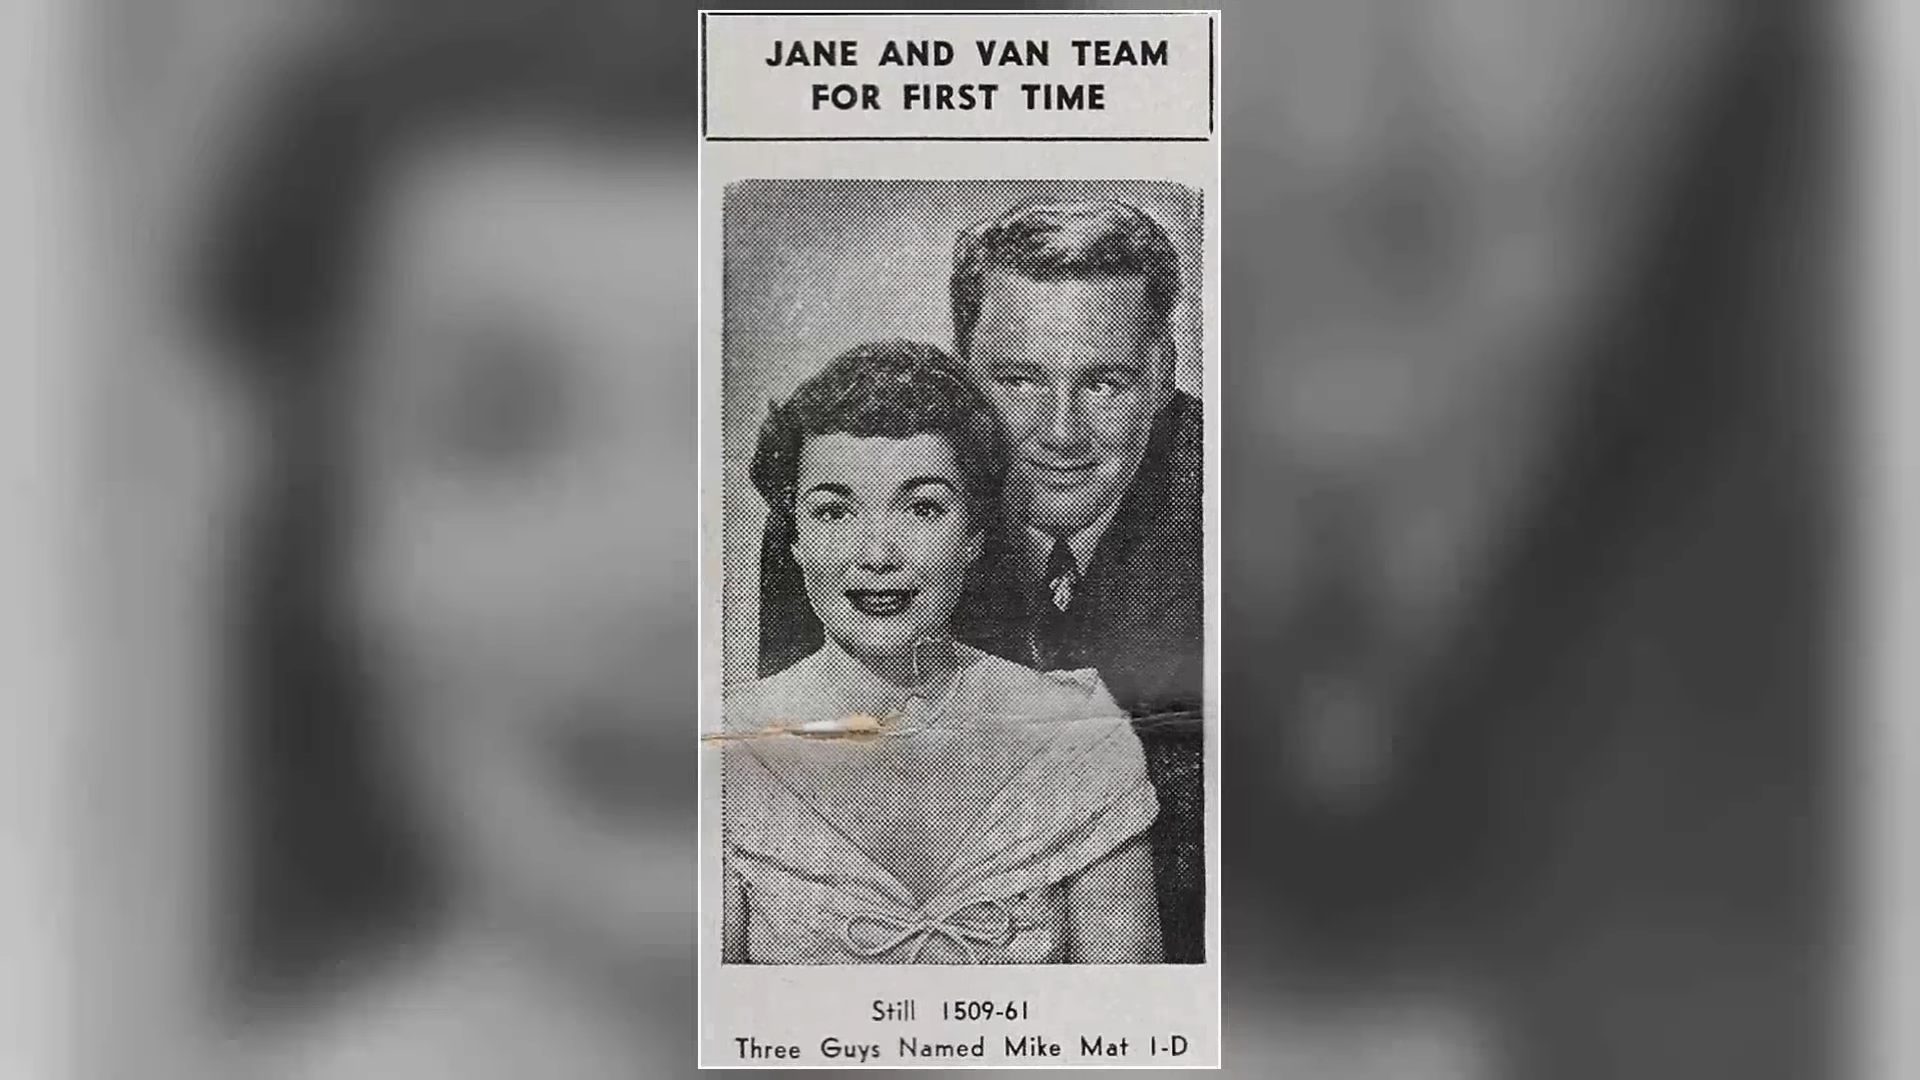 JANE AND VAN TEAM
FOR FIRST TIME
Still 1509-61
Three Guys Named Mike Mat 1-D